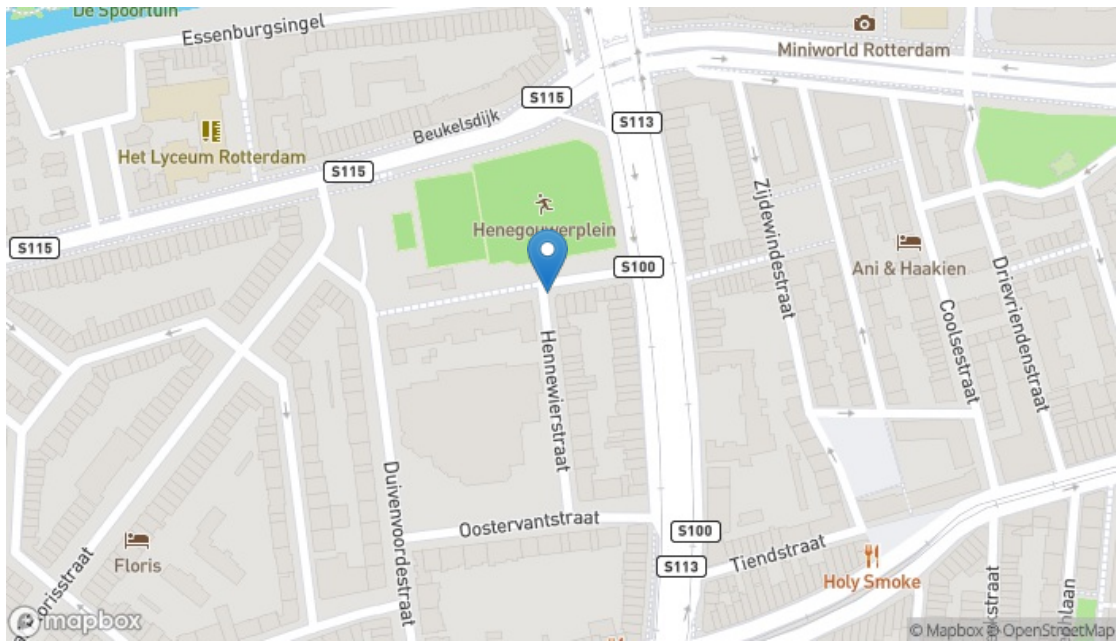 De Spoortuin
Essenburgsingel
Miniworld Rotterdam
S115
S113
Beukelsdijk
Het Lyceum Rotterdam
S115
Zijdewindestraat
Henegouwerplein
S115
S100
Ani & Haakien
Drievriendenstraat
Coolsestraat
Hennewierstraat
Duivenvoordestraat
Oostervantstraat
S100
Tiendstraat
Floris
S113
Holy Smoke
mapbox
© Mapbox © OpenStreetMap